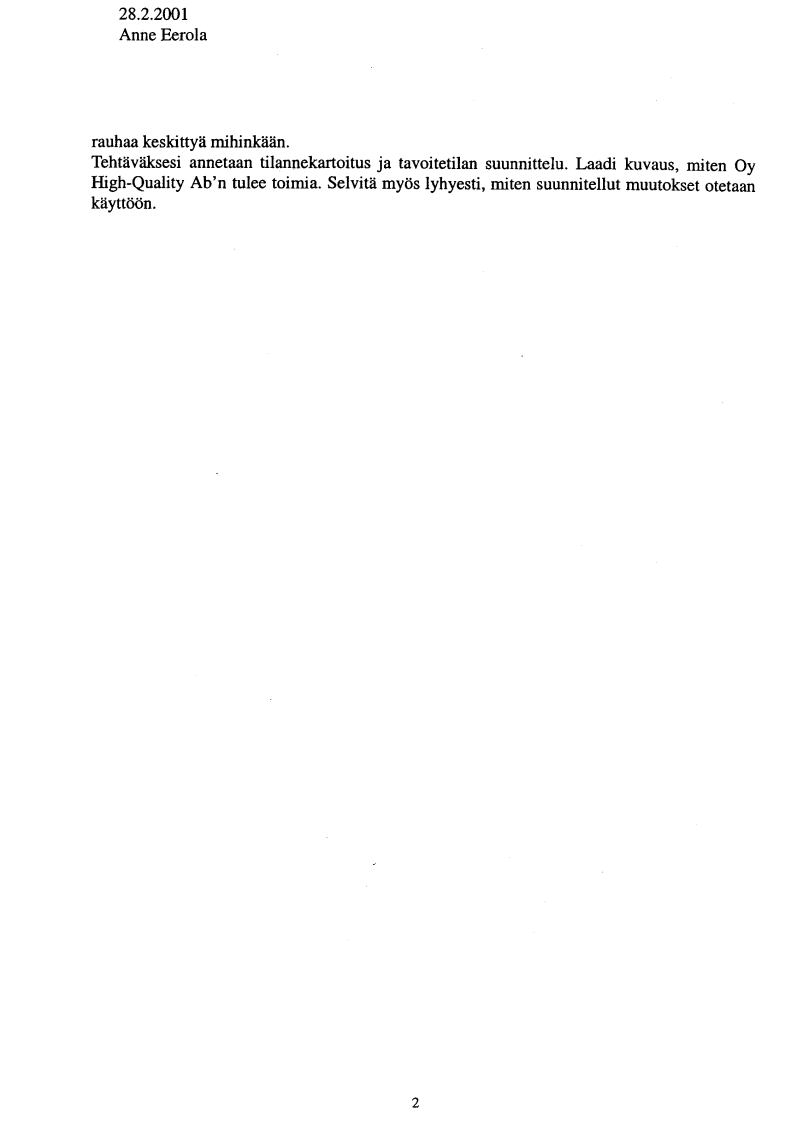 28.2.2001
Anne Eerola
rauhaa keskittyä mihinkään.
Tehtäväksesi annetaan tilannekartoitus ja tavoitetilan suunnittelu. Laadi kuvaus, miten Oy
High-Quality Ab'n tulee toimia. Selvitä myös lyhyesti, miten suunnitellut muutokset otetaan
käyttöön.
2